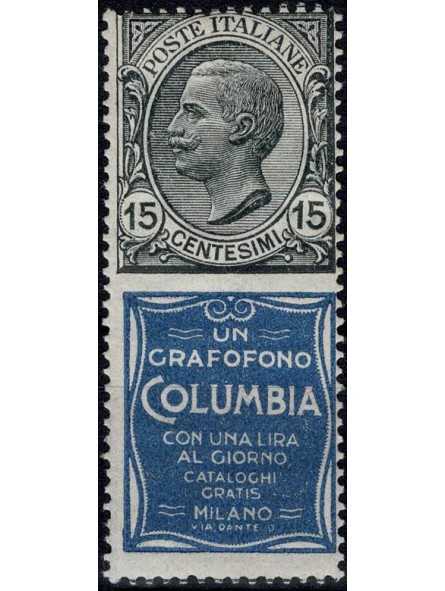 POSTE ITALIANE
15 15
CENTESIMI
UN
GRAFOFONO
COLUMBIA
CON UNA LIRA
AL GIORNO
CATALOGHI
GRATIS
MILANO
VIA DANTE